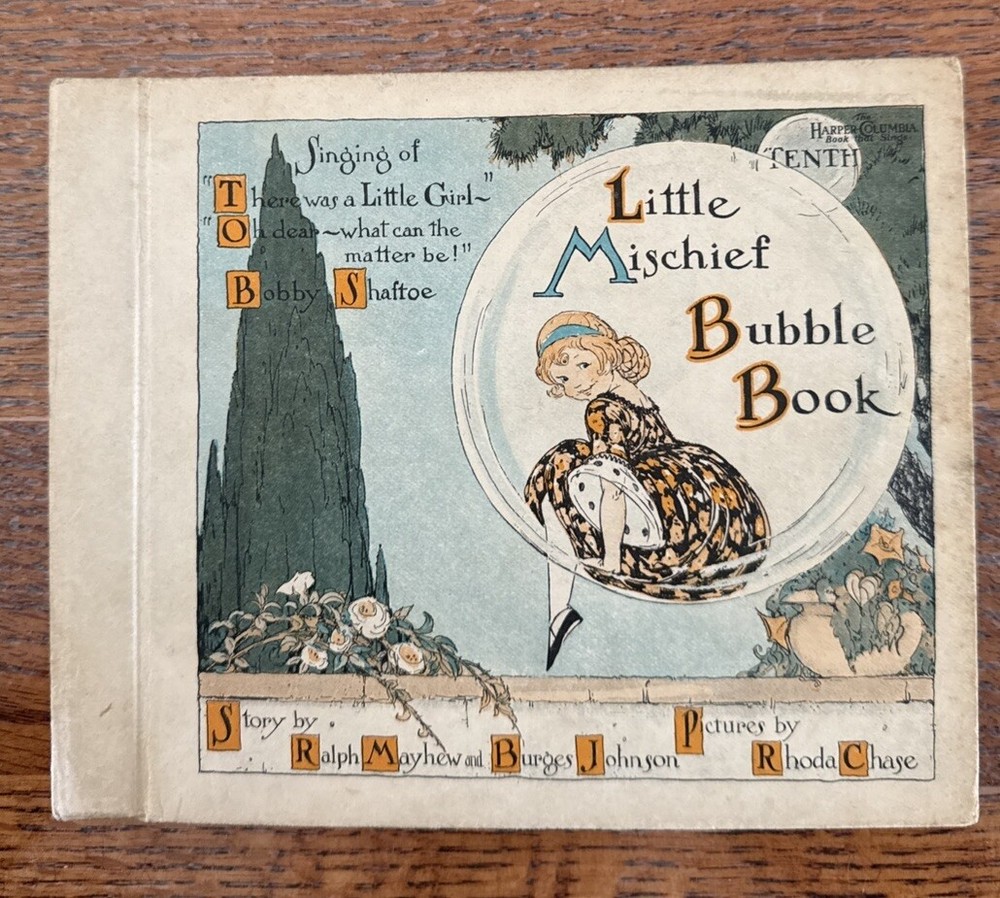 Singing of
"There was a Little Girl~"
"Oh dear~what can the
matter be!"
Bobby Shaftoe
The
HARPER-COLUMBIA
Book that Sings
TENTH
Little
Mischief
Bubble
Book
Story by
Ralph Mayhew and Burges Johnson
Pictures by
Rhoda Chase